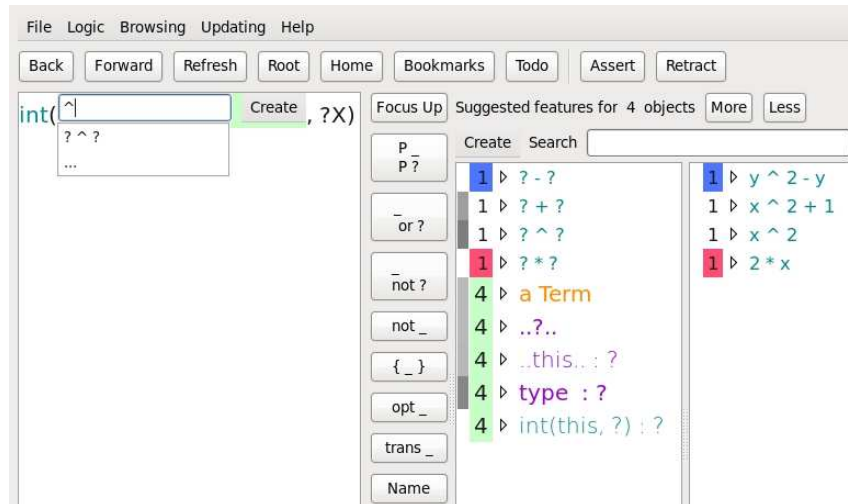 File Logic Browsing Updating Help
Back Forward Refresh Root Home Bookmarks Todo Assert Retract
int( ^ Create , ?X)
? ^ ?
...
Focus Up
P _
P ?
_
or ?
_
not ?
not _
{ _ }
opt _
trans _
Name
Suggested features for 4 objects More Less
Create Search
1 ? - ?
1 ? + ?
1 ? ^ ?
1 ? * ?
4 a Term
4 ..?..
4 ..this.. : ?
4 type : ?
4 int(this, ?) : ?
1 y ^ 2 - y
1 x ^ 2 + 1
1 x ^ 2
1 2 * x